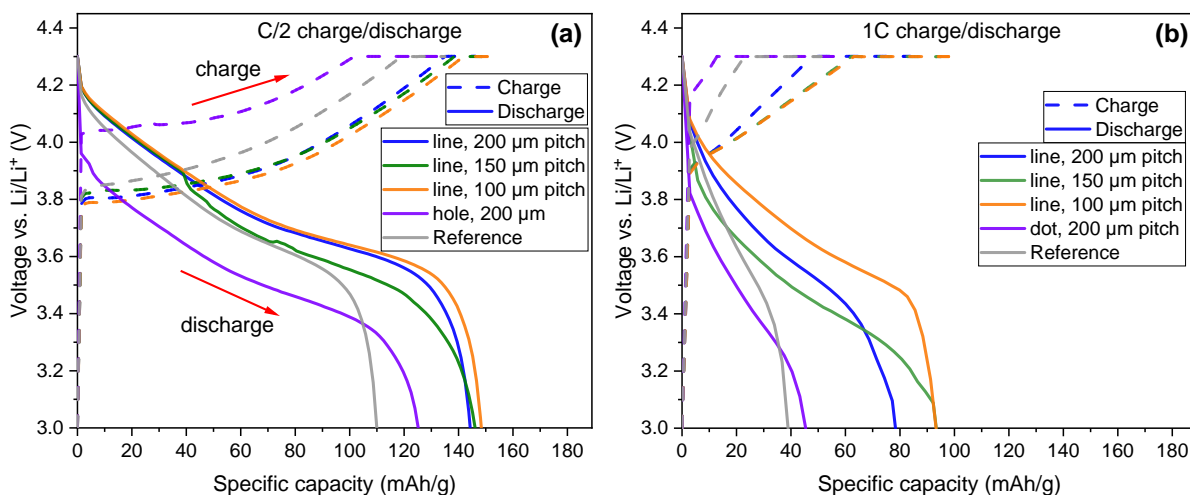 C/2 charge/discharge
(a)
charge
Charge
Discharge
line, 200 µm pitch
line, 150 µm pitch
line, 100 µm pitch
hole, 200 µm
Reference
discharge
4.4
4.2
4.0
3.8
3.6
3.4
3.2
3.0
0 20 40 60 80 100 120 140 160 180
Voltage vs. Li/Li⁺ (V)
Specific capacity (mAh/g)
1C charge/discharge
(b)
Charge
Discharge
line, 200 µm pitch
line, 150 µm pitch
line, 100 µm pitch
dot, 200 µm pitch
Reference
4.4
4.2
4.0
3.8
3.6
3.4
3.2
3.0
0 20 40 60 80 100 120 140 160 180
Voltage vs. Li/Li⁺ (V)
Specific capacity (mAh/g)